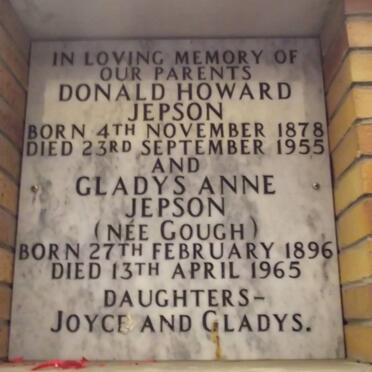 IN LOVING MEMORY OF
OUR PARENTS
DONALD HOWARD
JEPSON
BORN 4TH NOVEMBER 1878
DIED 23RD SEPTEMBER 1955
AND
GLADYS ANNE
JEPSON
(NÉE GOUGH)
BORN 27TH FEBRUARY 1896
DIED 13TH APRIL 1965
DAUGHTERS-
JOYCE AND GLADYS.